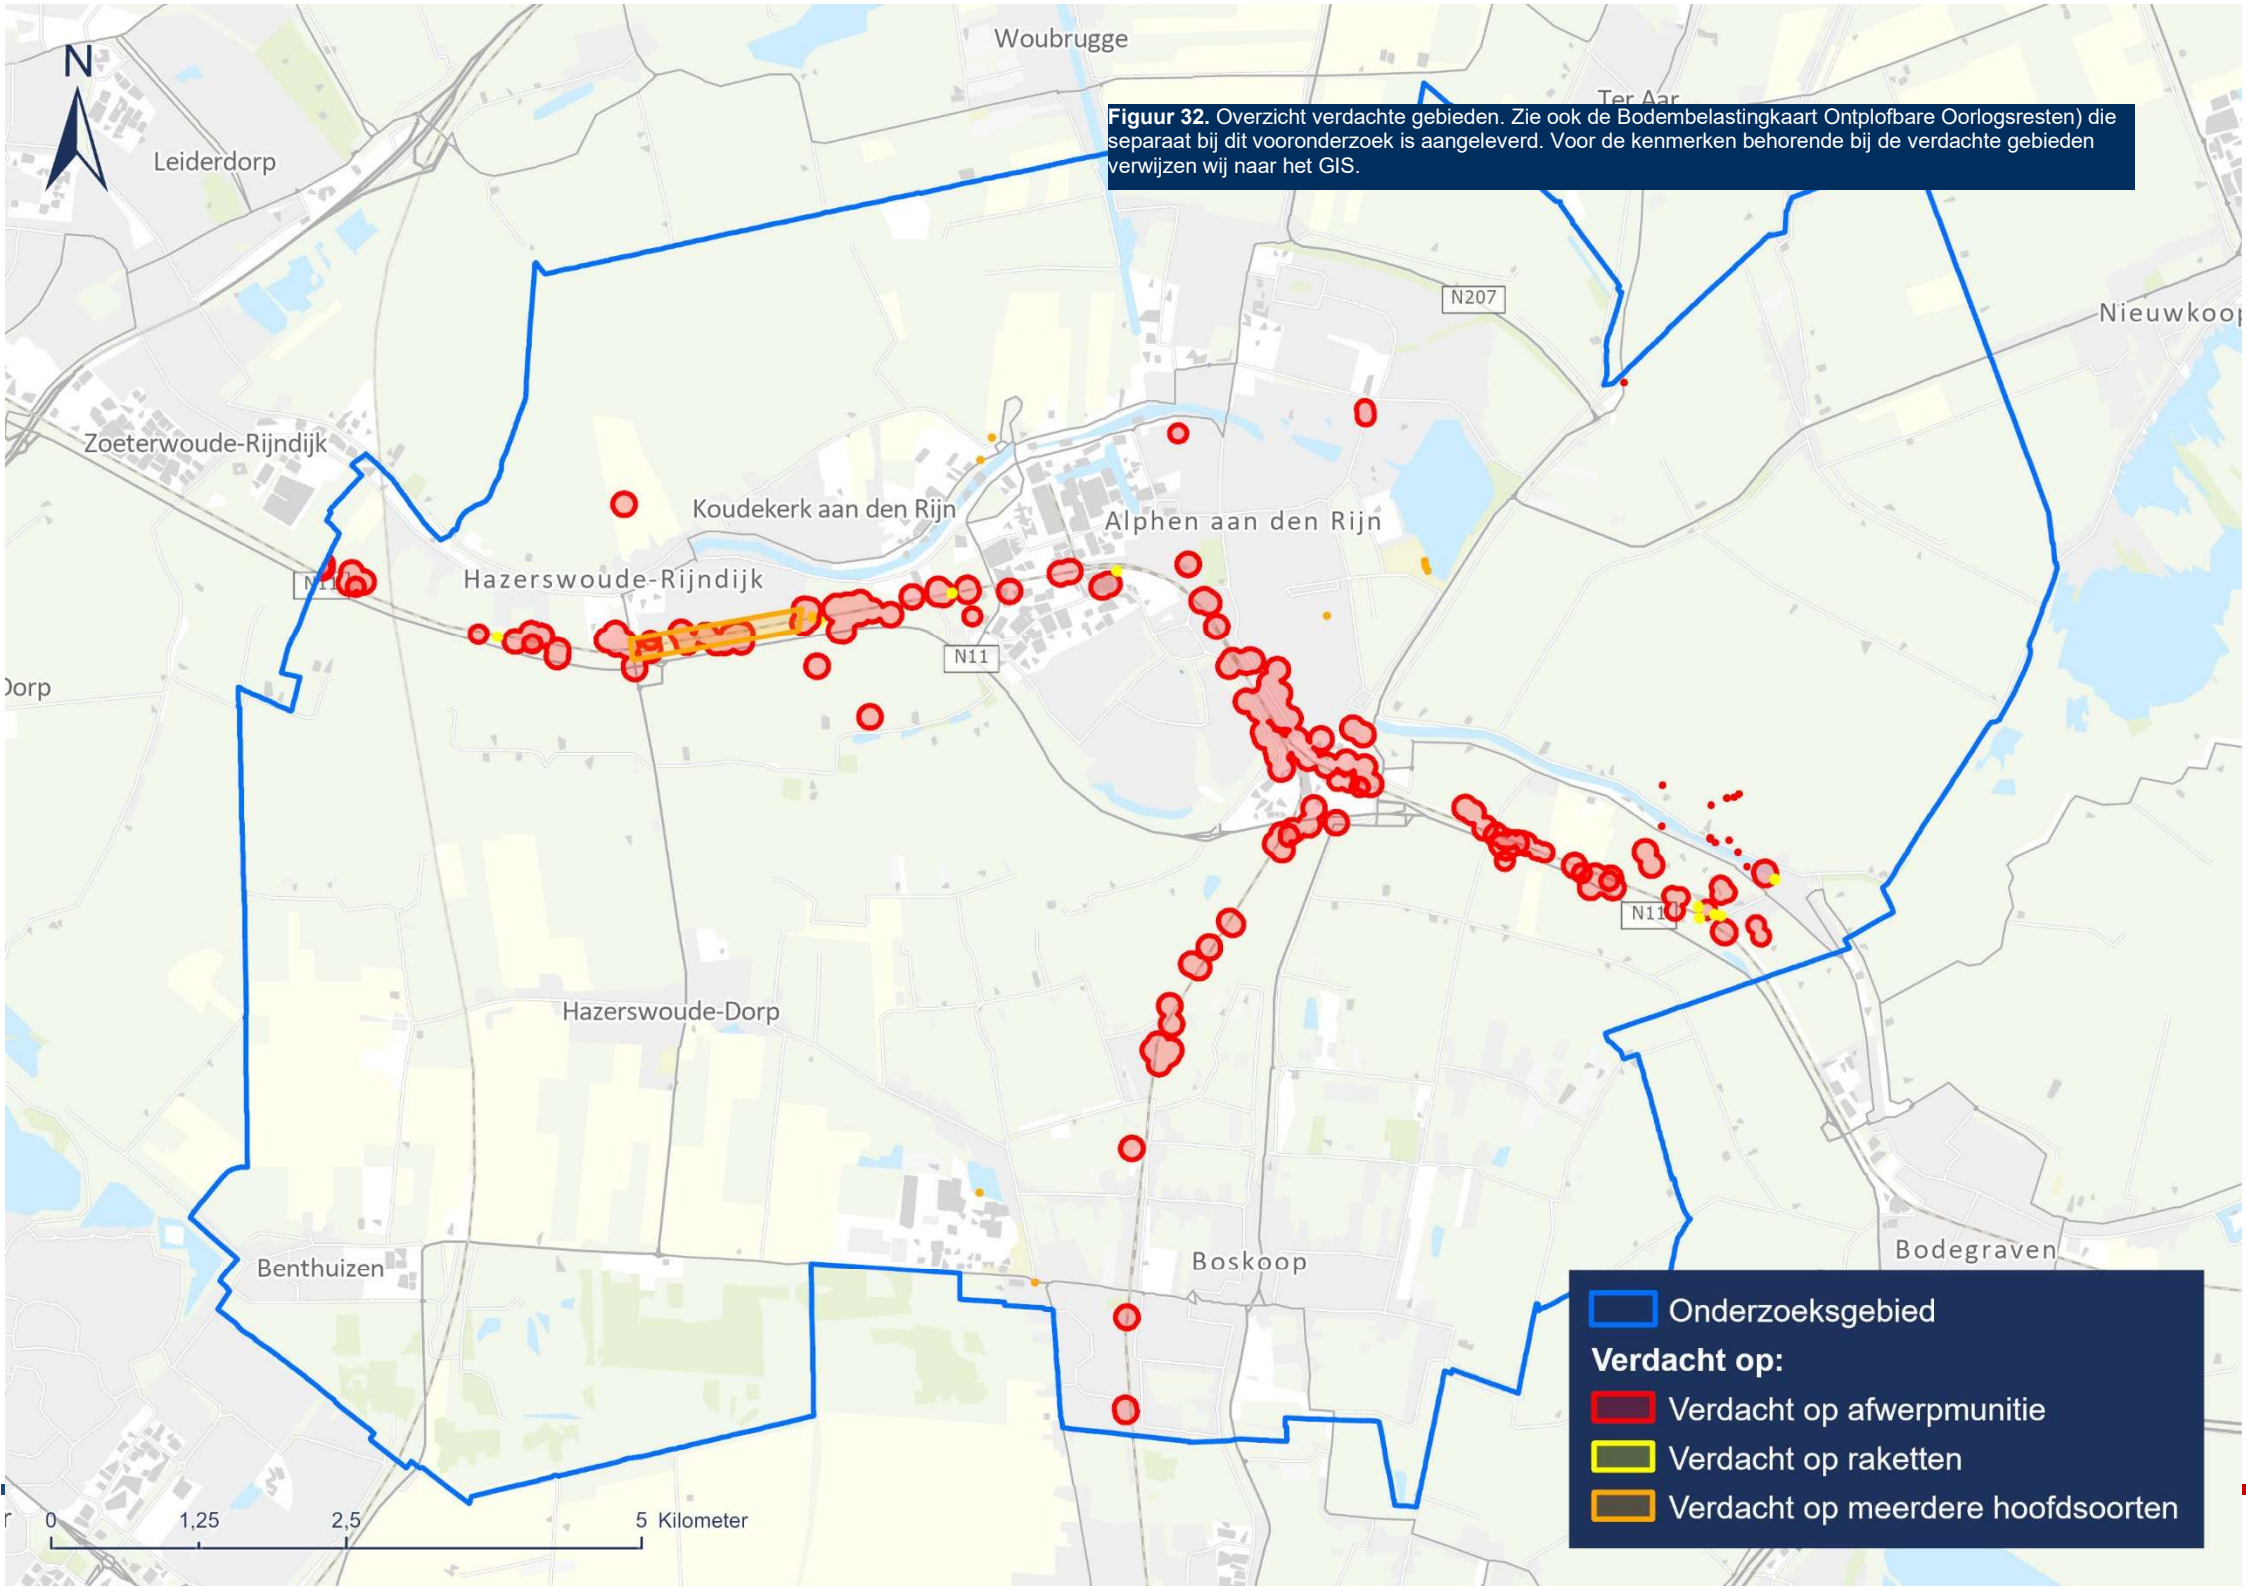 N
Woubrugge
Ter Aar
Figuur 32. Overzicht verdachte gebieden. Zie ook de Bodembelastingkaart Ontplofbare Oorlogsresten) die
separaat bij dit vooronderzoek is aangeleverd. Voor de kenmerken behorende bij de verdachte gebieden
verwijzen wij naar het GIS.
Leiderdorp
N207
Nieuwkoop
Zoeterwoude-Rijndijk
Koudekerk aan den Rijn
Alphen aan den Rijn
N11
Hazerswoude-Rijndijk
N11
Dorp
N11
Hazerswoude-Dorp
Boskoop
Bodegraven
Benthuizen
Onderzoeksgebied
Verdacht op:
Verdacht op afwerpmunitie
Verdacht op raketten
Verdacht op meerdere hoofdsoorten
r
0 1,25 2,5 5 Kilometer